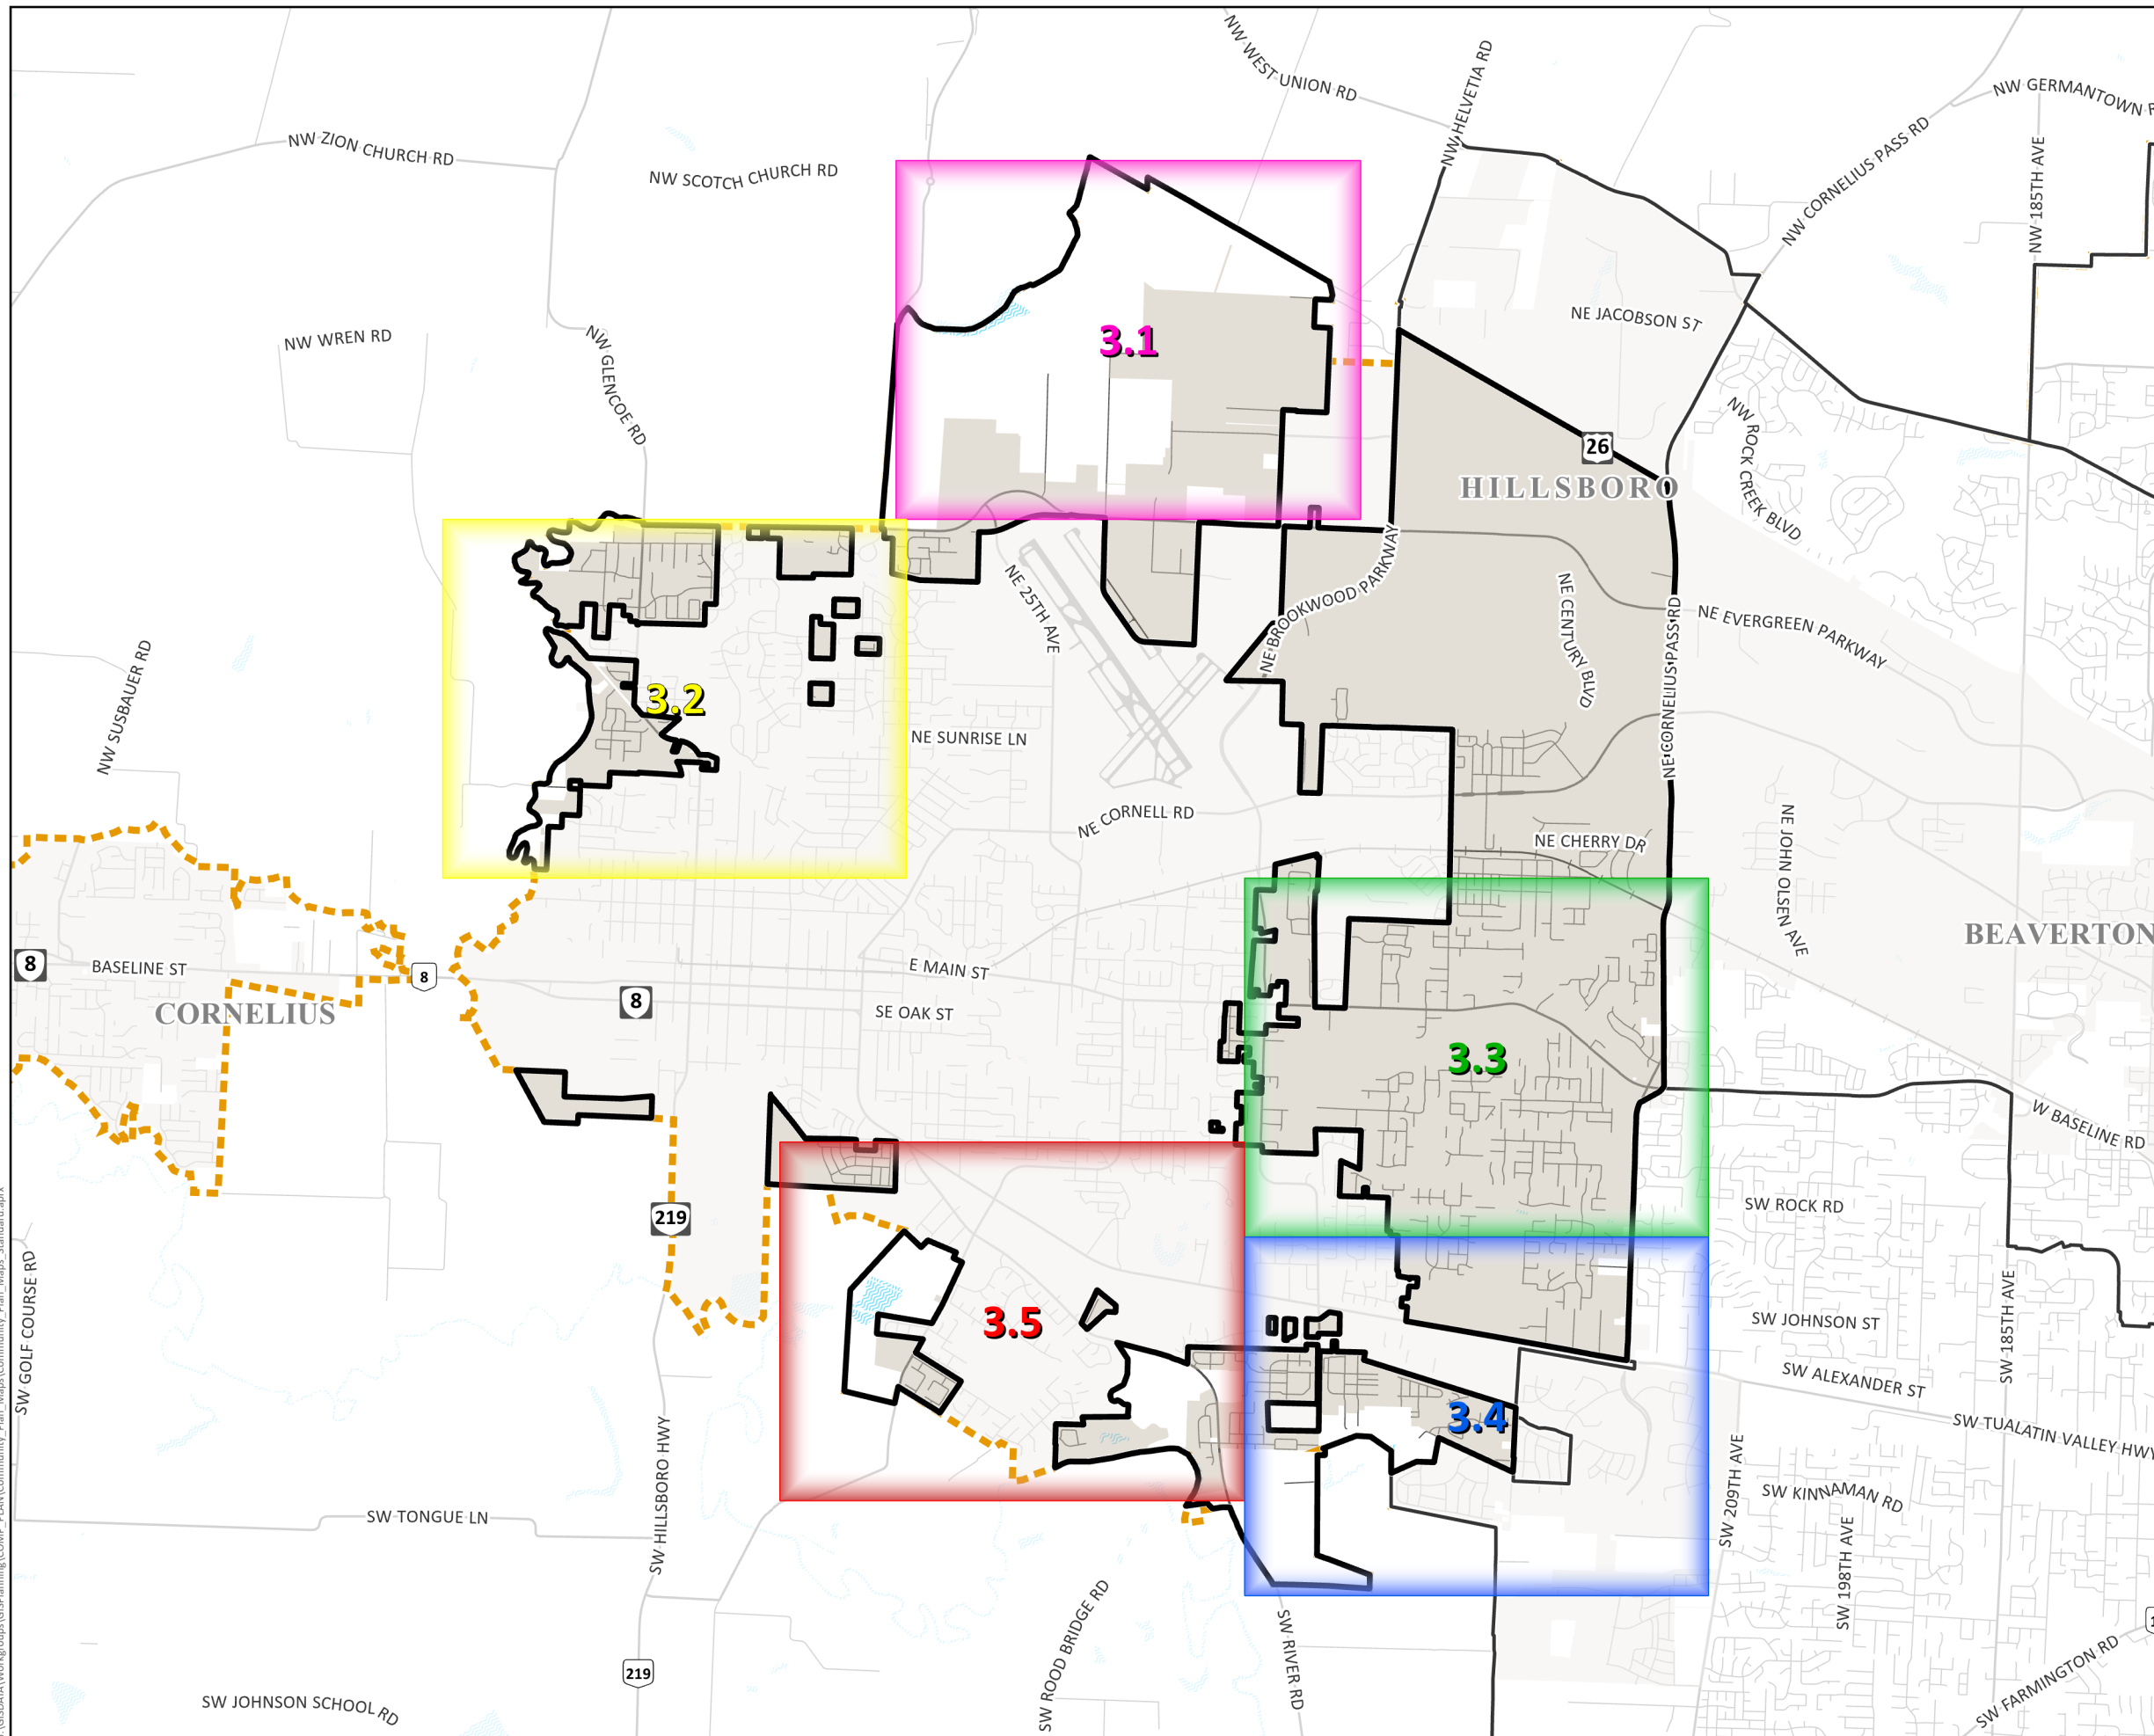 NW WEST UNION RD
NW HELVETIA RD
NW GERMANTOWN R
NW CORNELIUS PASS RD
NW 185TH AVE
NW ZION CHURCH RD
NW SCOTCH CHURCH RD
NW WREN RD
NW GLENCOE RD
3.1
NE JACOBSON ST
NW ROCK CREEK BLVD
26
HILLSBORO
NE 25TH AVE
NE BROOKWOOD PARKWAY
NE CENTURY BLVD
NE CORNELIUS PASS RD
NE EVERGREEN PARKWAY
NW SUSBAUER RD
3.2
NE SUNRISE LN
NE CORNELL RD
NE CHERRY DR
NE JOHN OLSEN AVE
BEAVERTON
8
BASELINE ST
8
CORNELIUS
8
E MAIN ST
SE OAK ST
3.3
W BASELINE RD
219
SW ROCK RD
SW GOLF COURSE RD
3.5
SW JOHNSON ST
SW 185TH AVE
SW ALEXANDER ST
3.4
SW TUALATIN VALLEY HWY
SW HILLSBORO HWY
SW TONGUE LN
SW 209TH AVE
SW KINNAMAN RD
SW 198TH AVE
SW ROOD BRIDGE RD
SW RIVER RD
219
SW JOHNSON SCHOOL RD
SW FARMINGTON RD